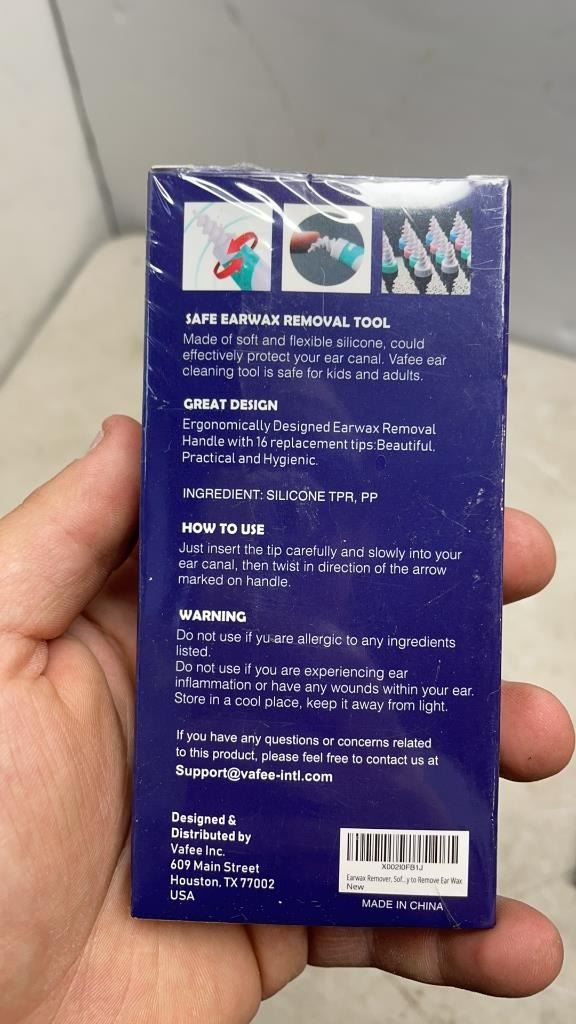 SAFE EARWAX REMOVAL TOOL
Made of soft and flexible silicone, could
effectively protect your ear canal. Vafee ear
cleaning tool is safe for kids and adults.
GREAT DESIGN
Ergonomically Designed Earwax Removal
Handle with 16 replacement tips:Beautiful,
Practical and Hygienic.
INGREDIENT: SILICONE TPR, PP
HOW TO USE
Just insert the tip carefully and slowly into your
ear canal, then twist in direction of the arrow
marked on handle.
WARNING
Do not use if yu are allergic to any ingredients
listed.
Do not use if you are experiencing ear
inflammation or have any wounds within your ear.
Store in a cool place, keep it away from light.
If you have any questions or concerns related
to this product, please feel free to contact us at
Support@vafee-intl.com
Designed &
Distributed by
Vafee Inc.
609 Main Street
Houston, TX 77002
USA
X002I0FB1J
Earwax Remover, Sof...y to Remove Ear Wax
New
MADE IN CHINA